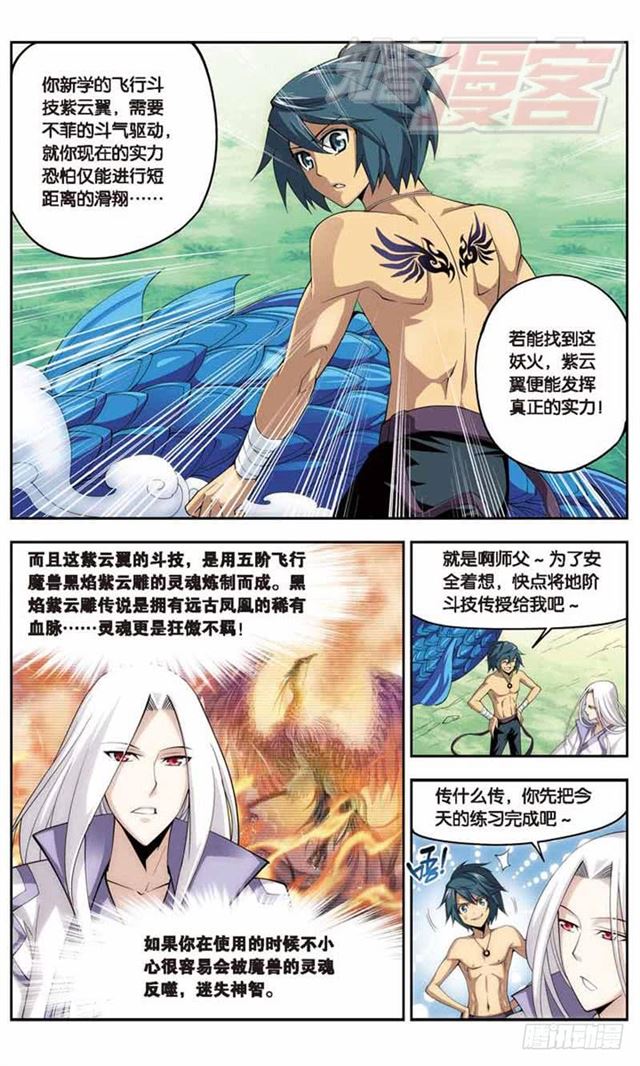 漫客
你新学的飞行斗
技紫云翼，需要
不菲的斗气驱动，
就你现在的实力
恐怕仅能进行短
距离的滑翔……
若能找到这
妖火，紫云
翼便能发挥
真正的实力！
而且这紫云翼的斗技，是用五阶飞行
魔兽黑焰紫云雕的灵魂炼制而成。黑
焰紫云雕传说是拥有远古凤凰的稀有
血脉……灵魂更是狂傲不羁！
如果你在使用的时候不小
心很容易会被魔兽的灵魂
反噬，迷失神智。
就是啊师父～为了安
全着想，快点将地阶
斗技传授给我吧～
传什么传，你先把今
天的练习完成吧～
唔！
腾讯动漫